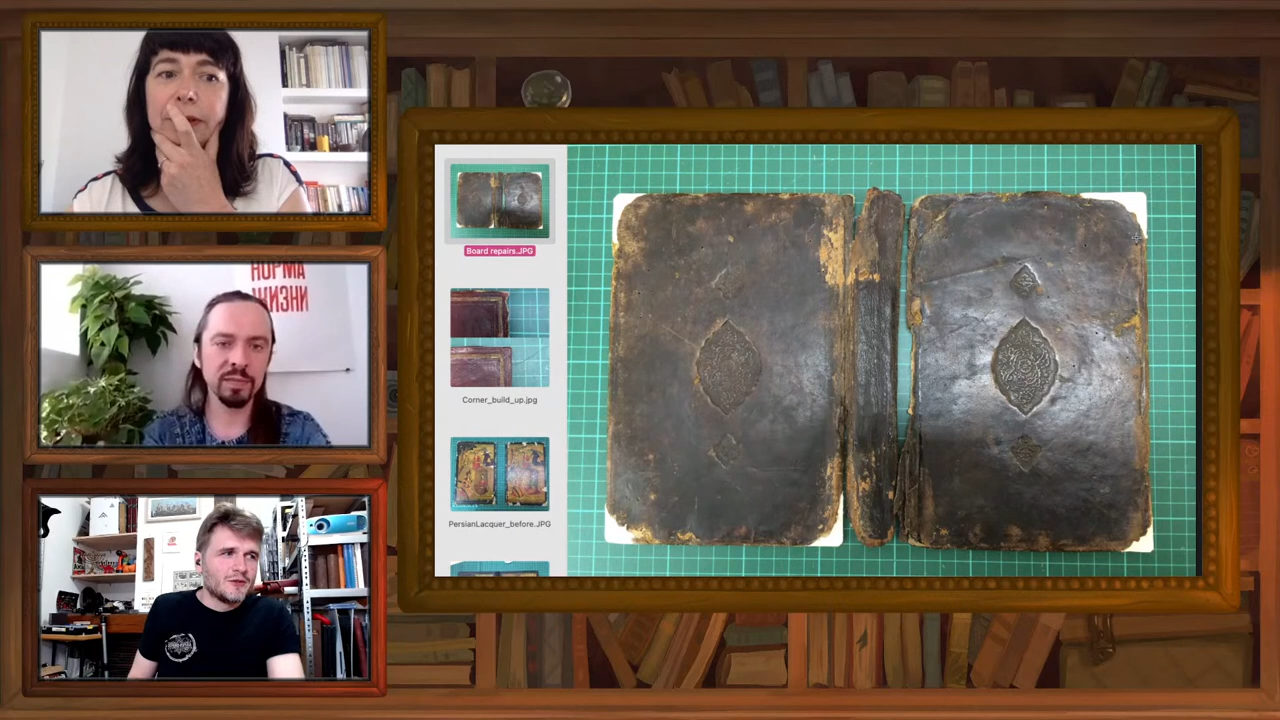 НОРМА
ЖИЗНИ
Board repairs.JPG
Corner_build_up.jpg
PersianLacquer_before.JPG